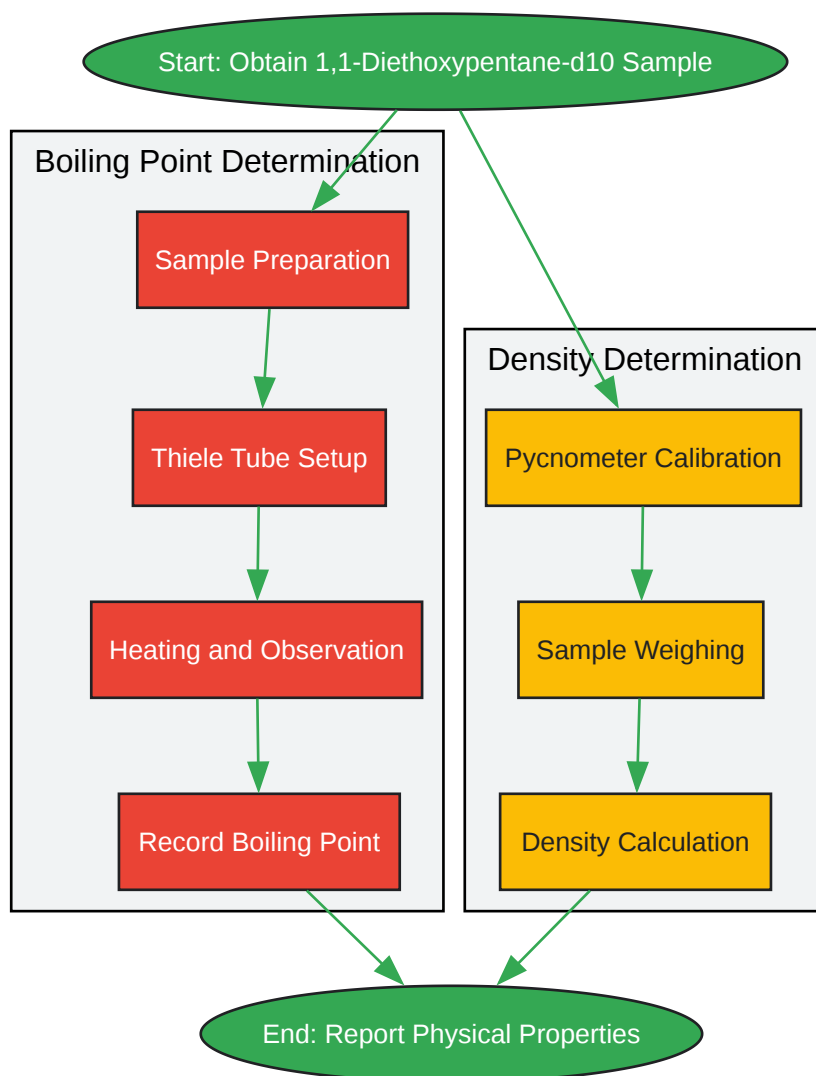 Start: Obtain 1,1-Diethoxypentane-d10 Sample
Boiling Point Determination
Sample Preparation
Thiele Tube Setup
Heating and Observation
Record Boiling Point
Density Determination
Pycnometer Calibration
Sample Weighing
Density Calculation
End: Report Physical Properties